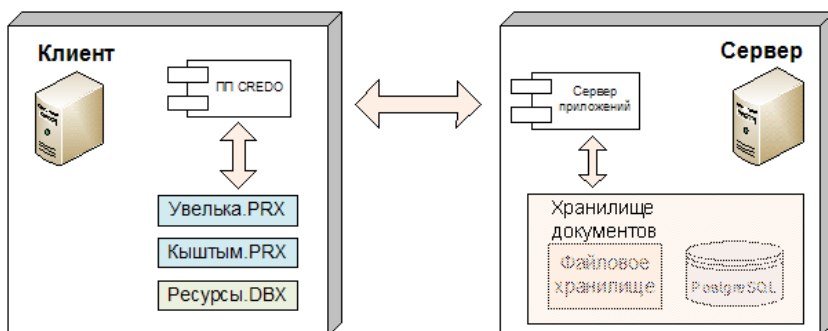 Клиент
ПП CREDO
Увелька.PRX
Кыштым.PRX
Ресурсы.DBX
Сервер
Сервер
приложений
Хранилище
документов
Файловое
хранилище
PostgreSQL